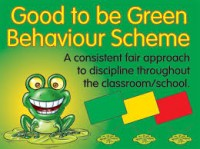 Good to be Green
Behaviour Scheme
A consistent fair approach
to discipline throughout
the classroom/school.